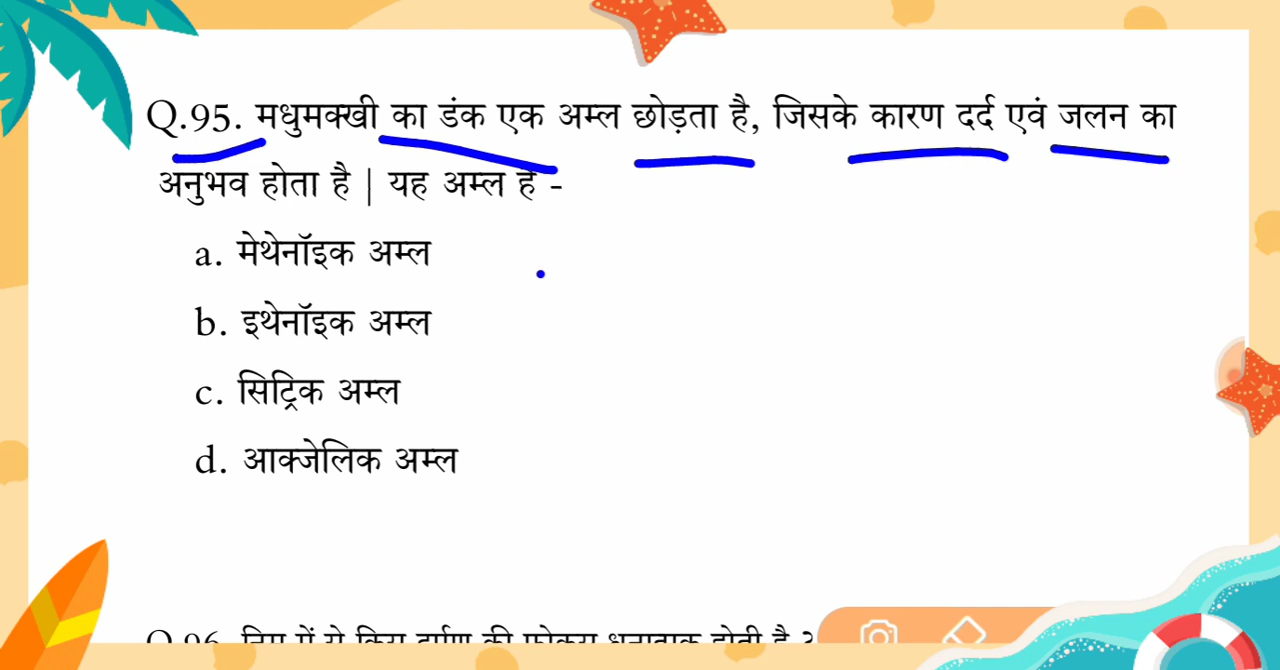 Q.95. मधुमक्खी का डंक एक अम्ल छोड़ता है, जिसके कारण दर्द एवं जलन का
अनुभव होता है | यह अम्ल है -
a. मेथेनॉइक अम्ल
b. इथेनॉइक अम्ल
c. सिट्रिक अम्ल
d. आक्जेलिक अम्ल